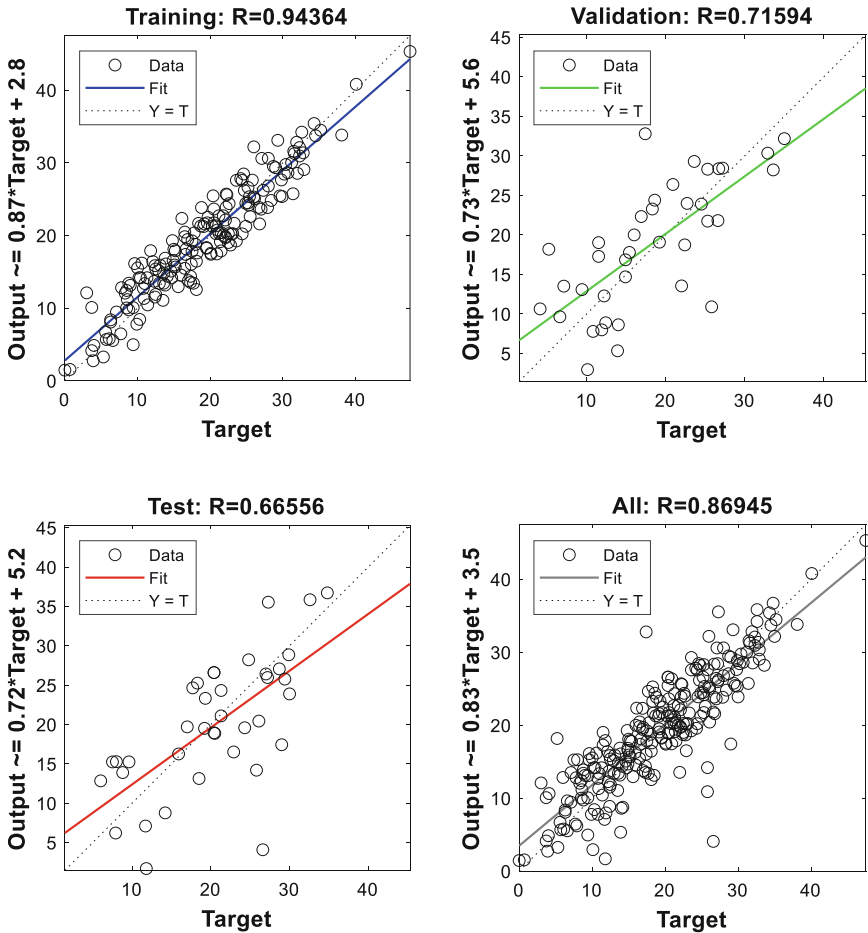 Training: R=0.94364
Output ~= 0.87*Target + 2.8
40
30
20
10
0
Data
Fit
Y = T
0
10
20
30
40
Target
Validation: R=0.71594
Output ~= 0.73*Target + 5.6
45
40
35
30
25
20
15
10
5
Data
Fit
Y = T
10
20
30
40
Target
Test: R=0.66556
Output ~= 0.72*Target + 5.2
45
40
35
30
25
20
15
10
5
Data
Fit
Y = T
10
20
30
40
Target
All: R=0.86945
Output ~= 0.83*Target + 3.5
40
30
20
10
0
Data
Fit
Y = T
0
10
20
30
40
Target